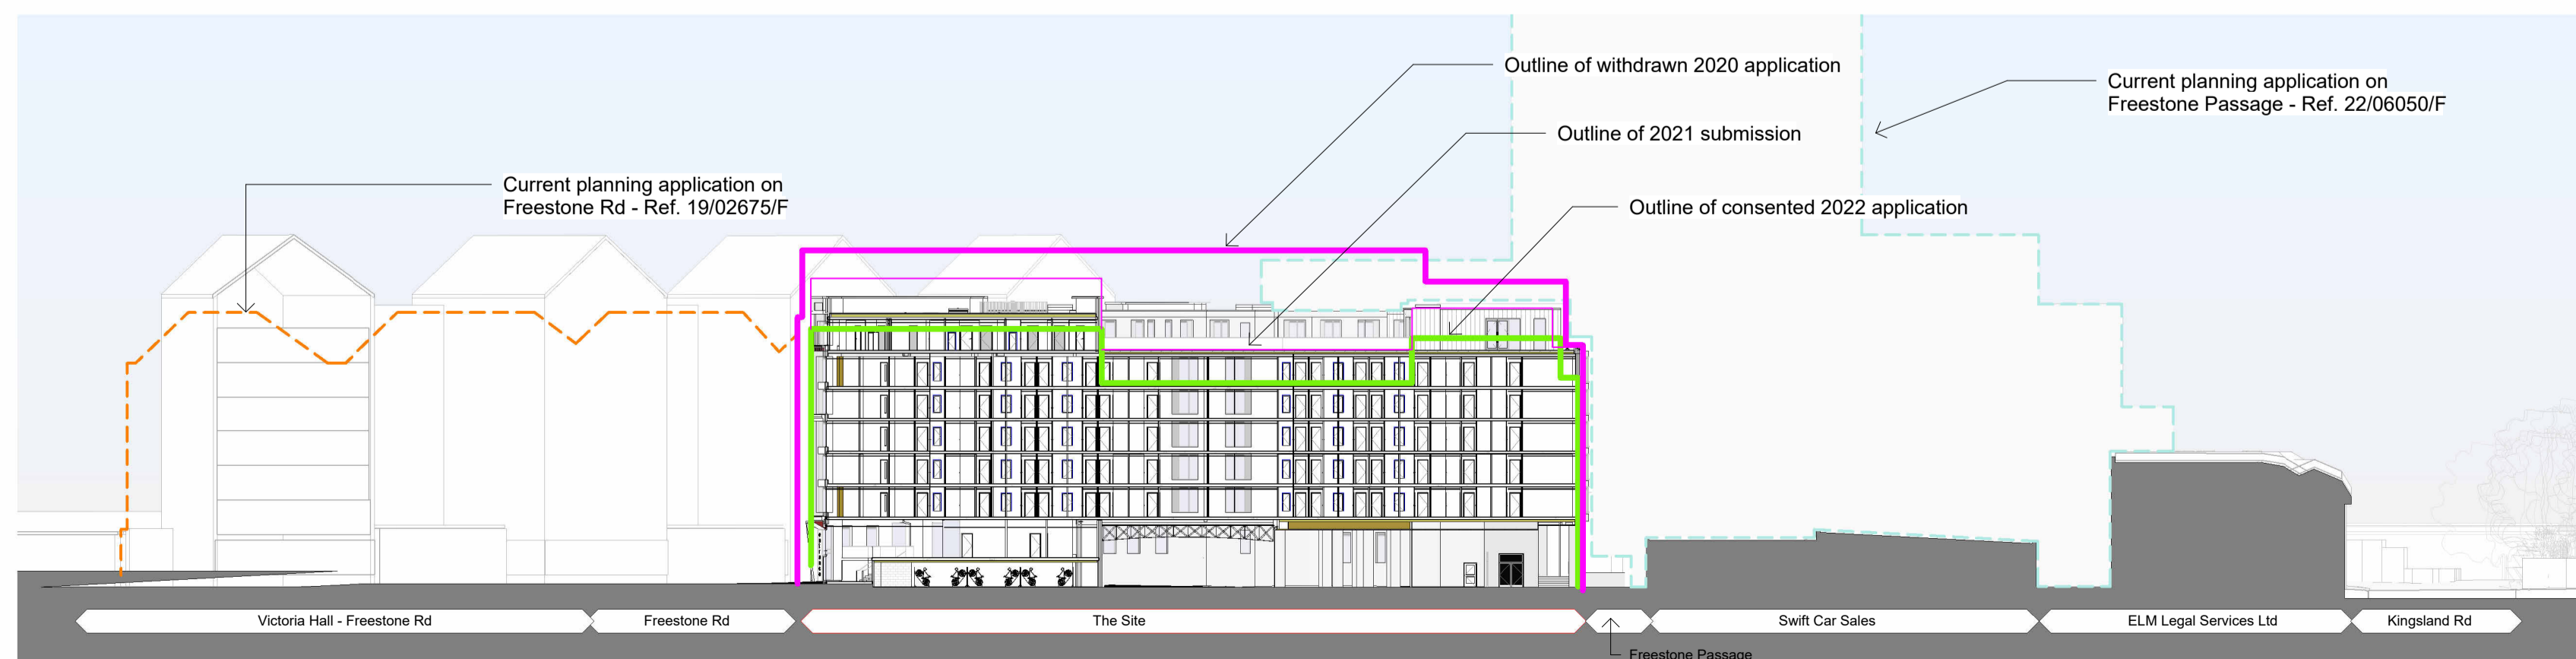 Outline of withdrawn 2020 application
Current planning application on
Freestone Passage - Ref. 22/06050/F
Outline of 2021 submission
Current planning application on
Freestone Rd - Ref. 19/02675/F
Outline of consented 2022 application
Victoria Hall - Freestone Rd
Freestone Rd
The Site
Swift Car Sales
ELM Legal Services Ltd
Kingsland Rd
Freestone Passage